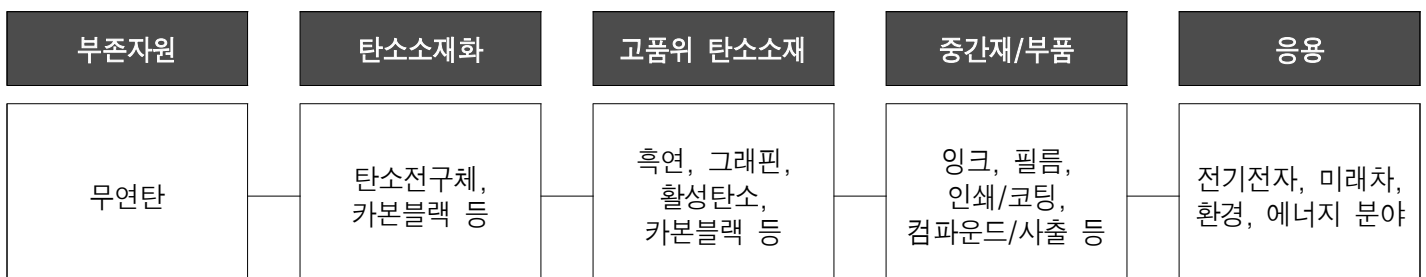 부존자원
탄소소재화
고품위 탄소소재
중간재/부품
응용
무연탄
탄소전구체,
카본블랙 등
흑연, 그래핀,
활성탄소,
카본블랙 등
잉크, 필름,
인쇄/코팅,
컴파운드/사출 등
전기전자, 미래차,
환경, 에너지 분야